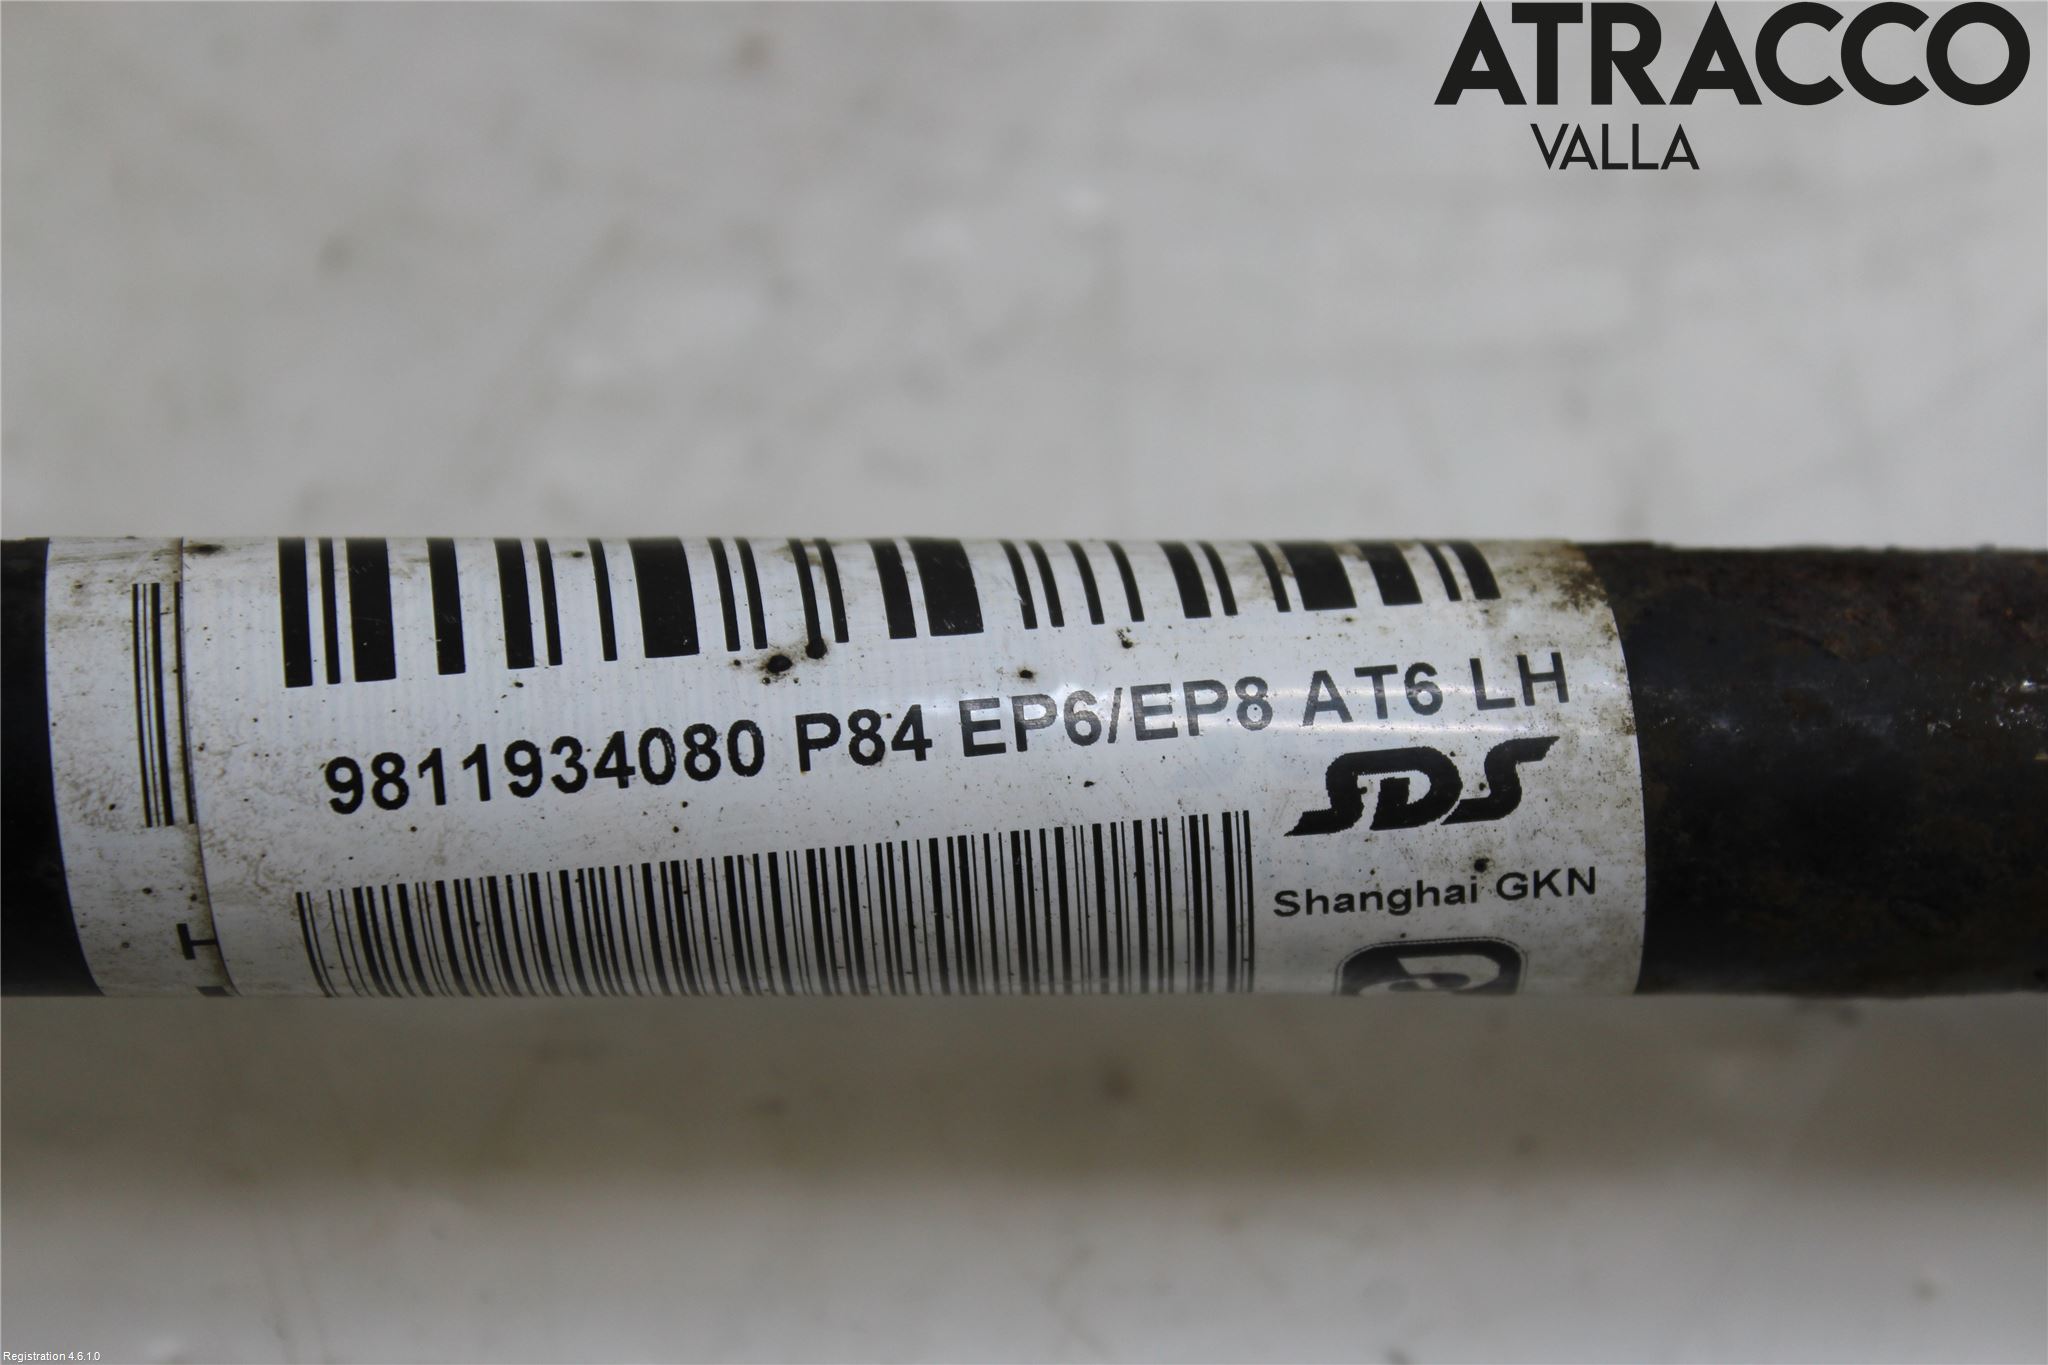 ATRACCO
VALLA
9811934080 P84 EP6/EP8 AT6 LH
SDS
Shanghai GKN
T
Registration 4.6.1.0